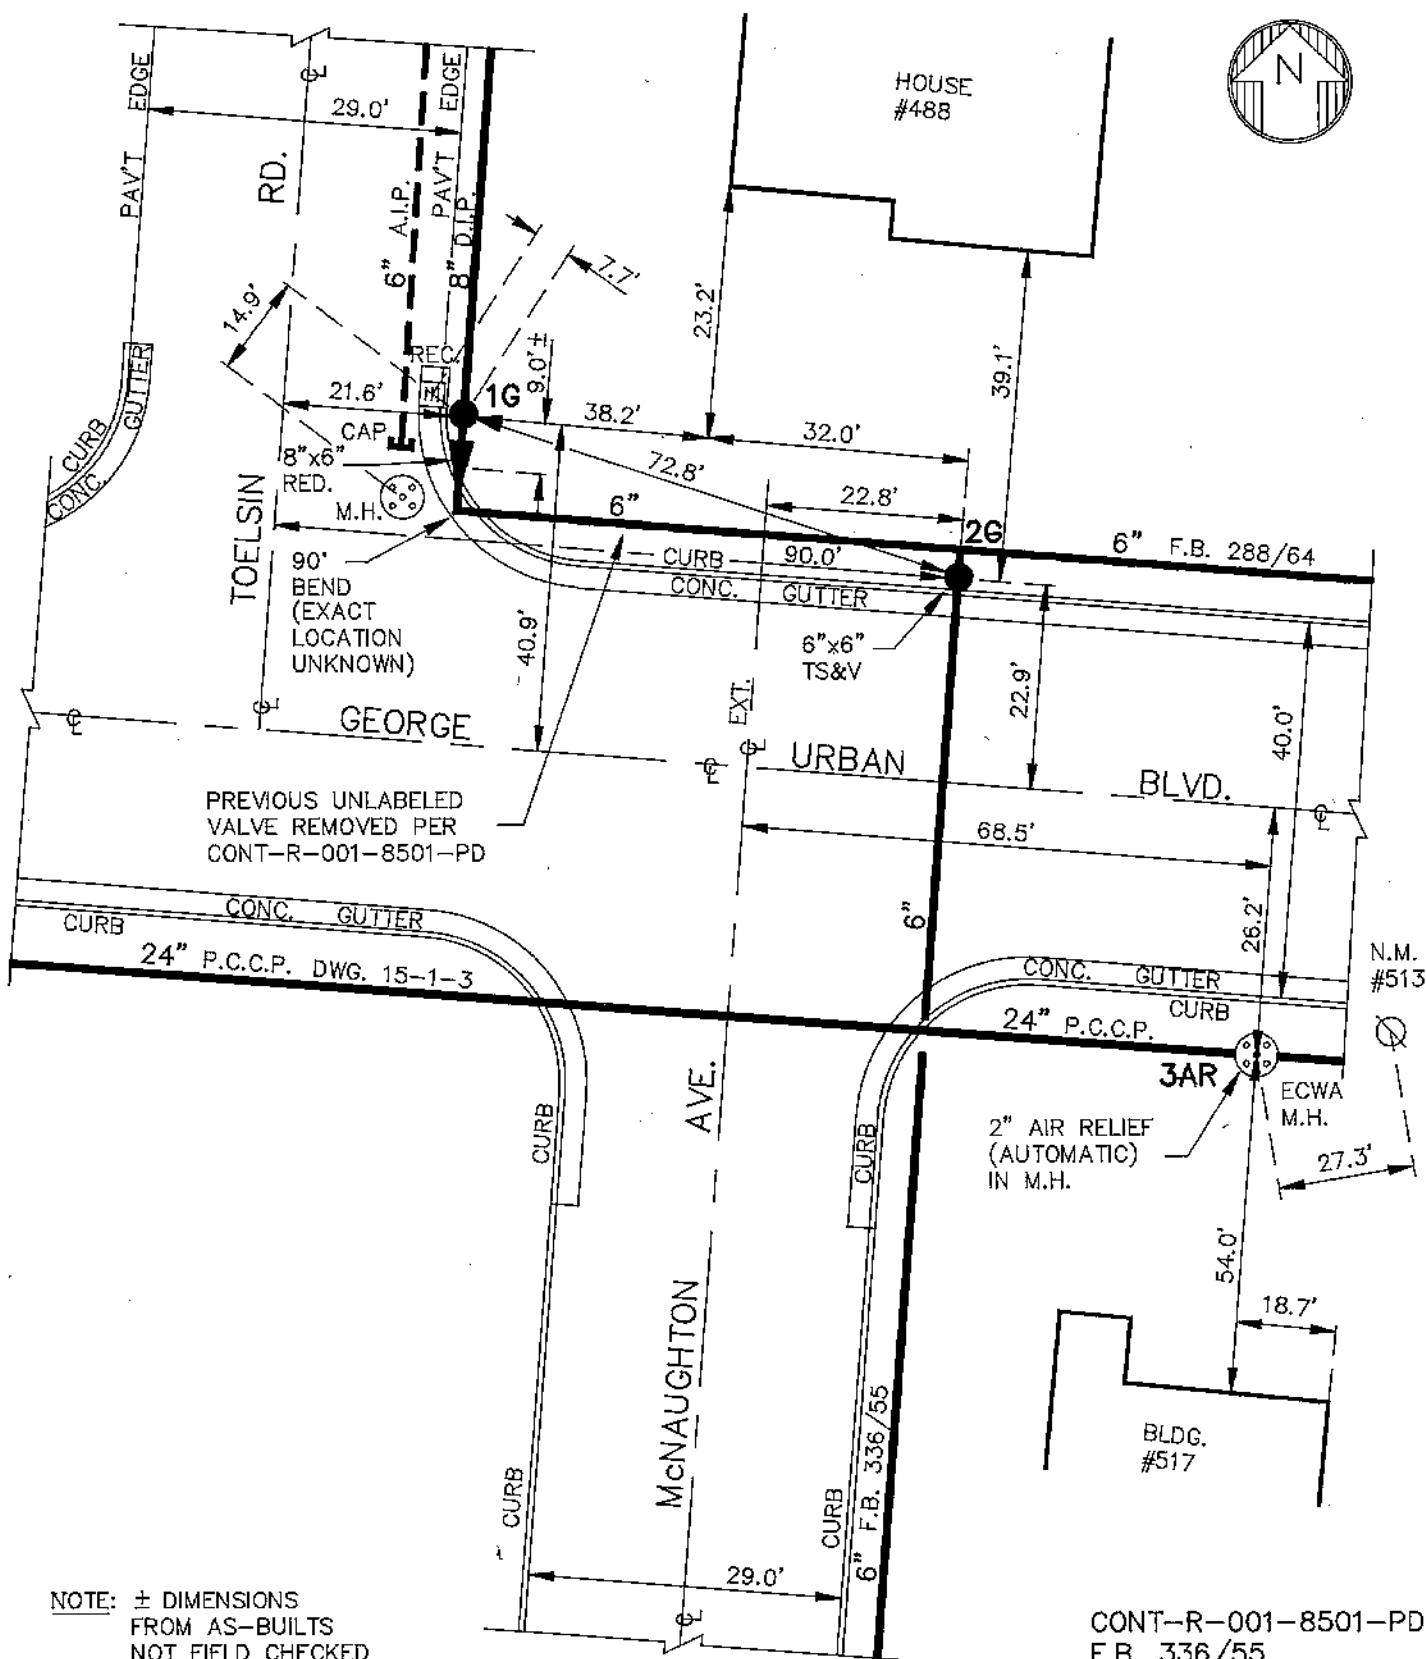 N
HOUSE
#488
PAV'T EDGE
29.0'
RD.
6" A.I.P.
PAV'T EDGE
8" D.I.P.
7.7'
14.9'
23.2'
39.1'
REC.
9.0'±
21.6'
1G
38.2'
32.0'
CAP
72.8'
8"x6"
RED.
M.H.
22.8'
CURB
CONC. GUTTER
TOELSIN
6"
2G
6" F.B. 288/64
CURB
90.0'
CONC. GUTTER
90'
BEND
(EXACT
LOCATION
UNKNOWN)
40.9'
6"x6"
TS&V
22.9'
40.0'
EXT.
GEORGE
URBAN
BLVD.
PREVIOUS UNLABELED
VALVE REMOVED PER
CONT-R-001-8501-PD
68.5'
26.2'
6"
CONC. GUTTER
CURB
24" P.C.C.P. DWG. 15-1-3
CONC. GUTTER
CURB
24" P.C.C.P.
N.M.
#513
3AR
ECWA
M.H.
2" AIR RELIEF
(AUTOMATIC)
IN M.H.
27.3'
AVE.
CURB
CURB
54.0'
18.7'
McNAUGHTON
BLDG.
#517
CURB
CURB
6" F.B. 336/55
29.0'
NOTE: ± DIMENSIONS
FROM AS-BUILTS
NOT FIELD CHECKED
CONT-R-001-8501-PD
F.B. 336/55